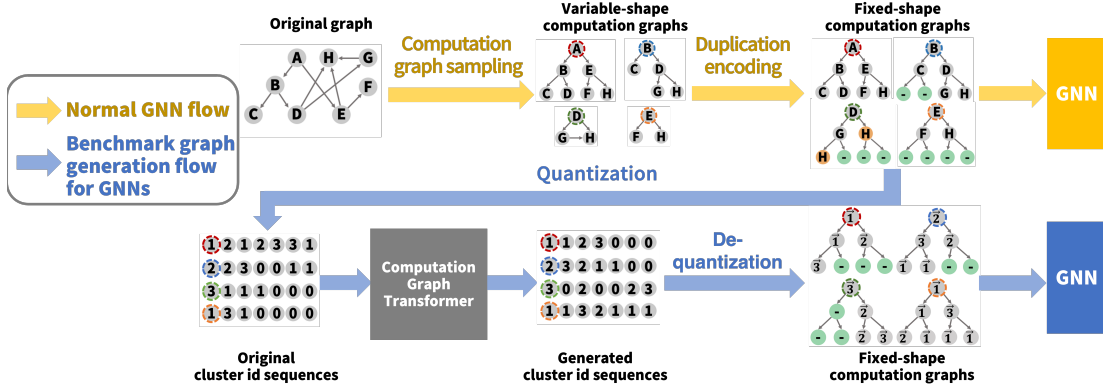 Original graph
Variable-shape
computation graphs
Fixed-shape
computation graphs
Normal GNN flow
Benchmark graph
generation flow
for GNNs
A H G
B F
C D E
Computation
graph sampling
A
B E
C D F H
B
C D
G H
D
G H
E
F H
Duplication
encoding
A
B E
C D F H
B
C D
- - G H
D
G H
H - - -
E
F H
- - - -
GNN
Quantization
1 2 1 2 3 3 1
2 2 3 0 0 1 1
3 1 1 1 0 0 0
1 3 1 0 0 0 0
Original
cluster id sequences
Computation
Graph
Transformer
1 1 2 3 0 0 0
2 3 2 1 1 0 0
3 0 2 0 0 2 3
1 1 3 2 1 1 1
Generated
cluster id sequences
De-
quantization
1⃗
1⃗ 2⃗
3⃗ - - -
2⃗
3⃗ 2⃗
1⃗ 1⃗ - -
3⃗
- 2⃗
- - 2⃗ 3⃗
1⃗
1⃗ 3⃗
2⃗ 1⃗ 1⃗ 1⃗
Fixed-shape
computation graphs
GNN